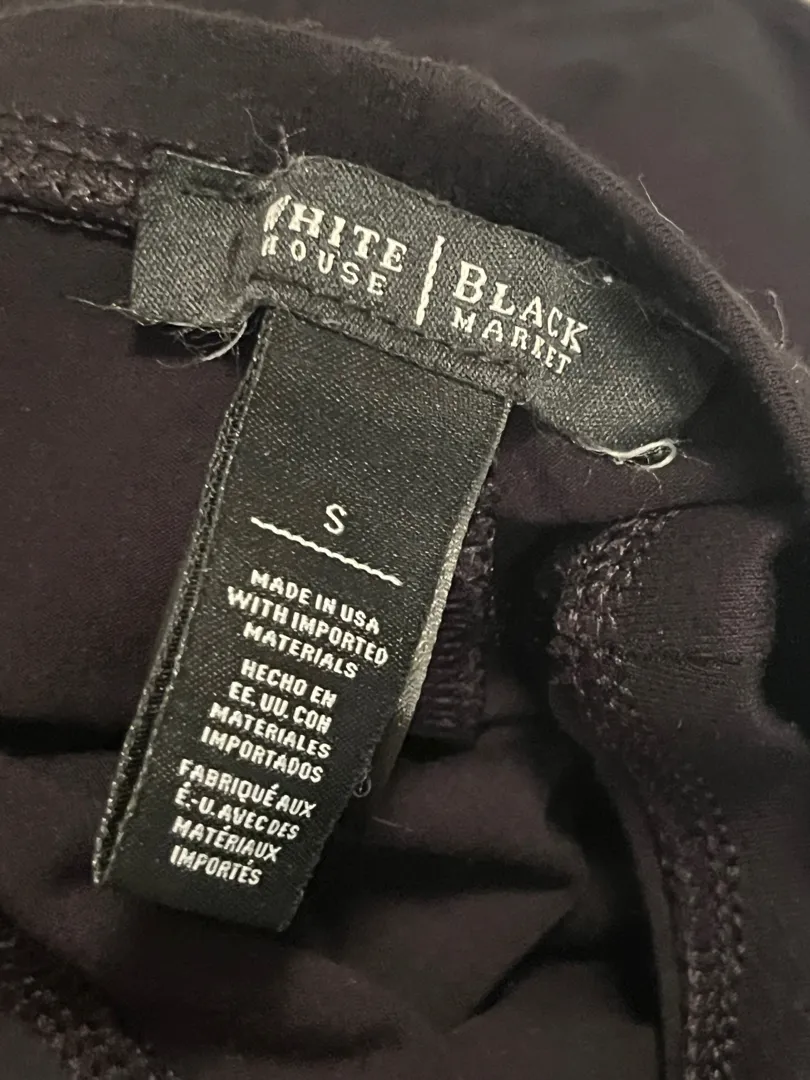 WHITE
HOUSE
BLACK
MARKET
S
MADE IN USA
WITH IMPORTED
MATERIALS
HECHO EN
EE.UU. CON
MATERIALES
IMPORTADOS
FABRIQUÉ AUX
É.-U. AVEC DES
MATÉRIAUX
IMPORTÉS